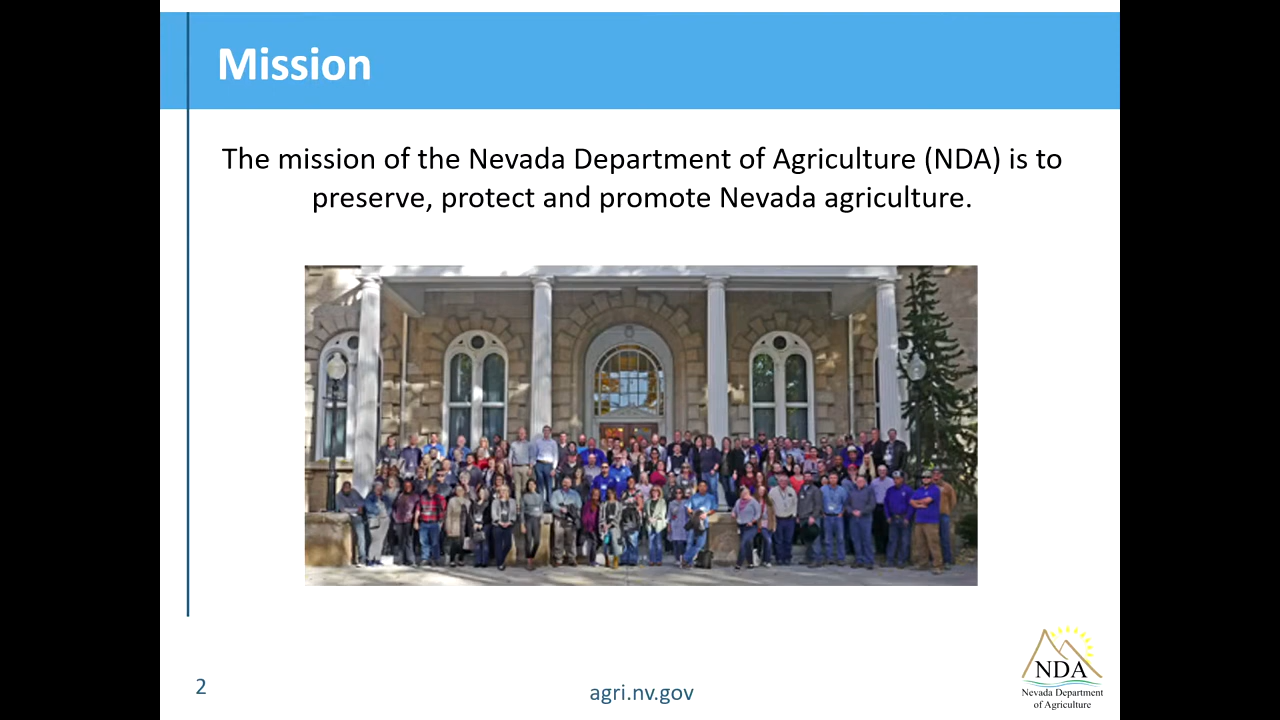 Mission
The mission of the Nevada Department of Agriculture (NDA) is to
preserve, protect and promote Nevada agriculture.
2
agri.nv.gov
NDA
Nevada Department
of Agriculture